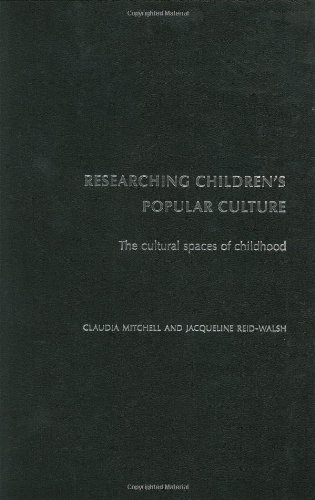 RESEARCHING CHILDREN'S
POPULAR CULTURE
The cultural spaces of childhood
CLAUDIA MITCHELL AND JACQUELINE REID-WALSH